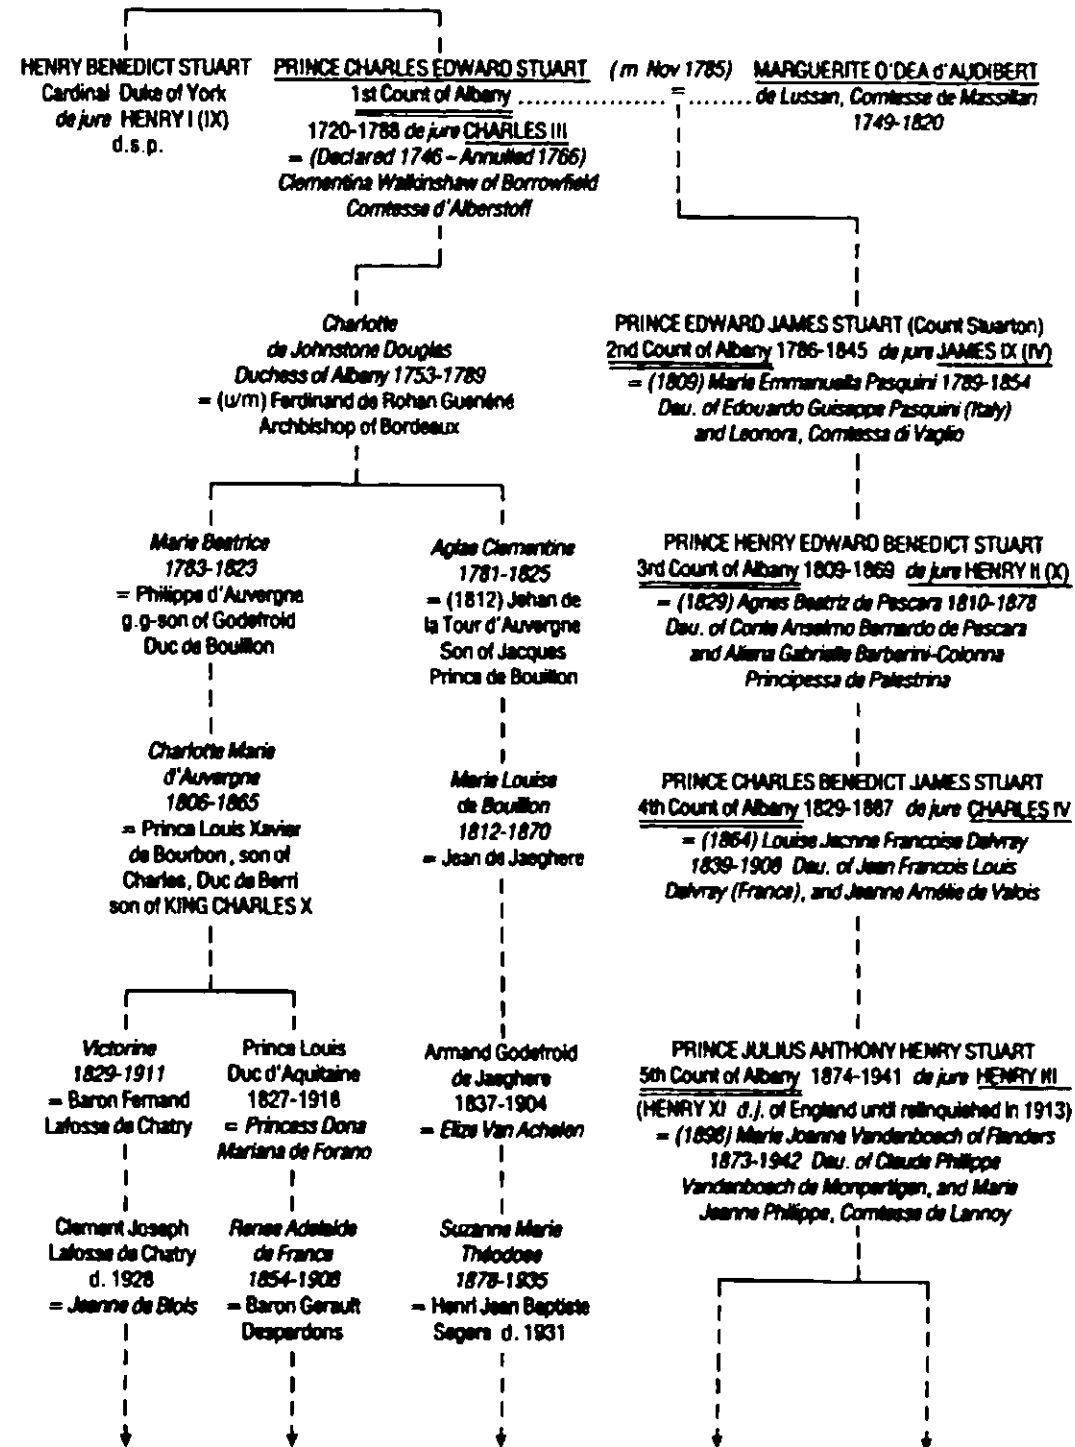 HENRY BENEDICT STUART
Cardinal Duke of York
de jure HENRY I (IX)
d.s.p.
PRINCE CHARLES EDWARD STUART
1st Count of Albany
1720-1788 de jure CHARLES III
= (Declared 1746 – Annulled 1766)
Clementina Walkinshaw of Borrowfield
Comtesse d'Alberstoff
(m Nov 1785)
=
MARGUERITE O'DEA d'AUDIBERT
de Lussan, Comtesse de Massillan
1749-1820
Charlotte
de Johnstone Douglas
Duchess of Albany 1753-1789
= (u/m) Ferdinand de Rohan Guenéné
Archbishop of Bordeaux
PRINCE EDWARD JAMES STUART (Count Stuarton)
2nd Count of Albany 1786-1845 de jure JAMES IX (IV)
= (1809) Maria Emmanuella Pasquini 1789-1854
Dau. of Edouardo Guiseppe Pasquini (Italy)
and Leonora, Comtessa di Vaglio
Marie Beatrice
1783-1823
= Philippe d'Auvergne
g.g-son of Godefroid
Duc de Bouillon
Aglae Clementine
1781-1825
= (1812) Jehan de
la Tour d'Auvergne
Son of Jacques
Prince de Bouillon
PRINCE HENRY EDWARD BENEDICT STUART
3rd Count of Albany 1809-1869 de jure HENRY II (X)
= (1829) Agnes Beatriz de Pescara 1810-1878
Dau. of Conte Anselmo Bernardo de Pescara
and Aliena Gabrielle Barberini-Colonna
Principessa de Palestrina
Charlotte Marie
d'Auvergne
1806-1865
= Prince Louis Xavier
de Bourbon, son of
Charles, Duc de Berri
son of KING CHARLES X
Marie Louise
de Bouillon
1812-1870
= Jean de Jaeghere
PRINCE CHARLES BENEDICT JAMES STUART
4th Count of Albany 1829-1887 de jure CHARLES IV
= (1864) Louise Jeanne Francoise Dalvray
1839-1908 Dau. of Jean Francois Louis
Dalvray (France), and Jeanne Amélie de Valois
Victorine
1829-1911
= Baron Fernand
Lafosse de Chatry
Prince Louis
Duc d'Aquitaine
1827-1918
= Princess Dona
Mariana de Forano
Armand Godefroid
de Jaeghere
1837-1904
= Elize Van Achelen
PRINCE JULIUS ANTHONY HENRY STUART
5th Count of Albany 1874-1941 de jure HENRY III
(HENRY XI d.j. of England until relinquished in 1913)
= (1898) Marie Joanne Vandenbosch of Flanders
1873-1942 Dau. of Claude Philippe
Vandenbosch de Monpertigen, and Marie
Jeanne Philippe, Comtesse de Lannoy
Clement Joseph
Lafosse de Chatry
d. 1928
= Jeanne de Blois
Renee Adelaide
de France
1854-1908
= Baron Gerault
Despardons
Suzanne Marie
Théodose
1878-1935
= Henri Jean Baptiste
Segers d. 1931